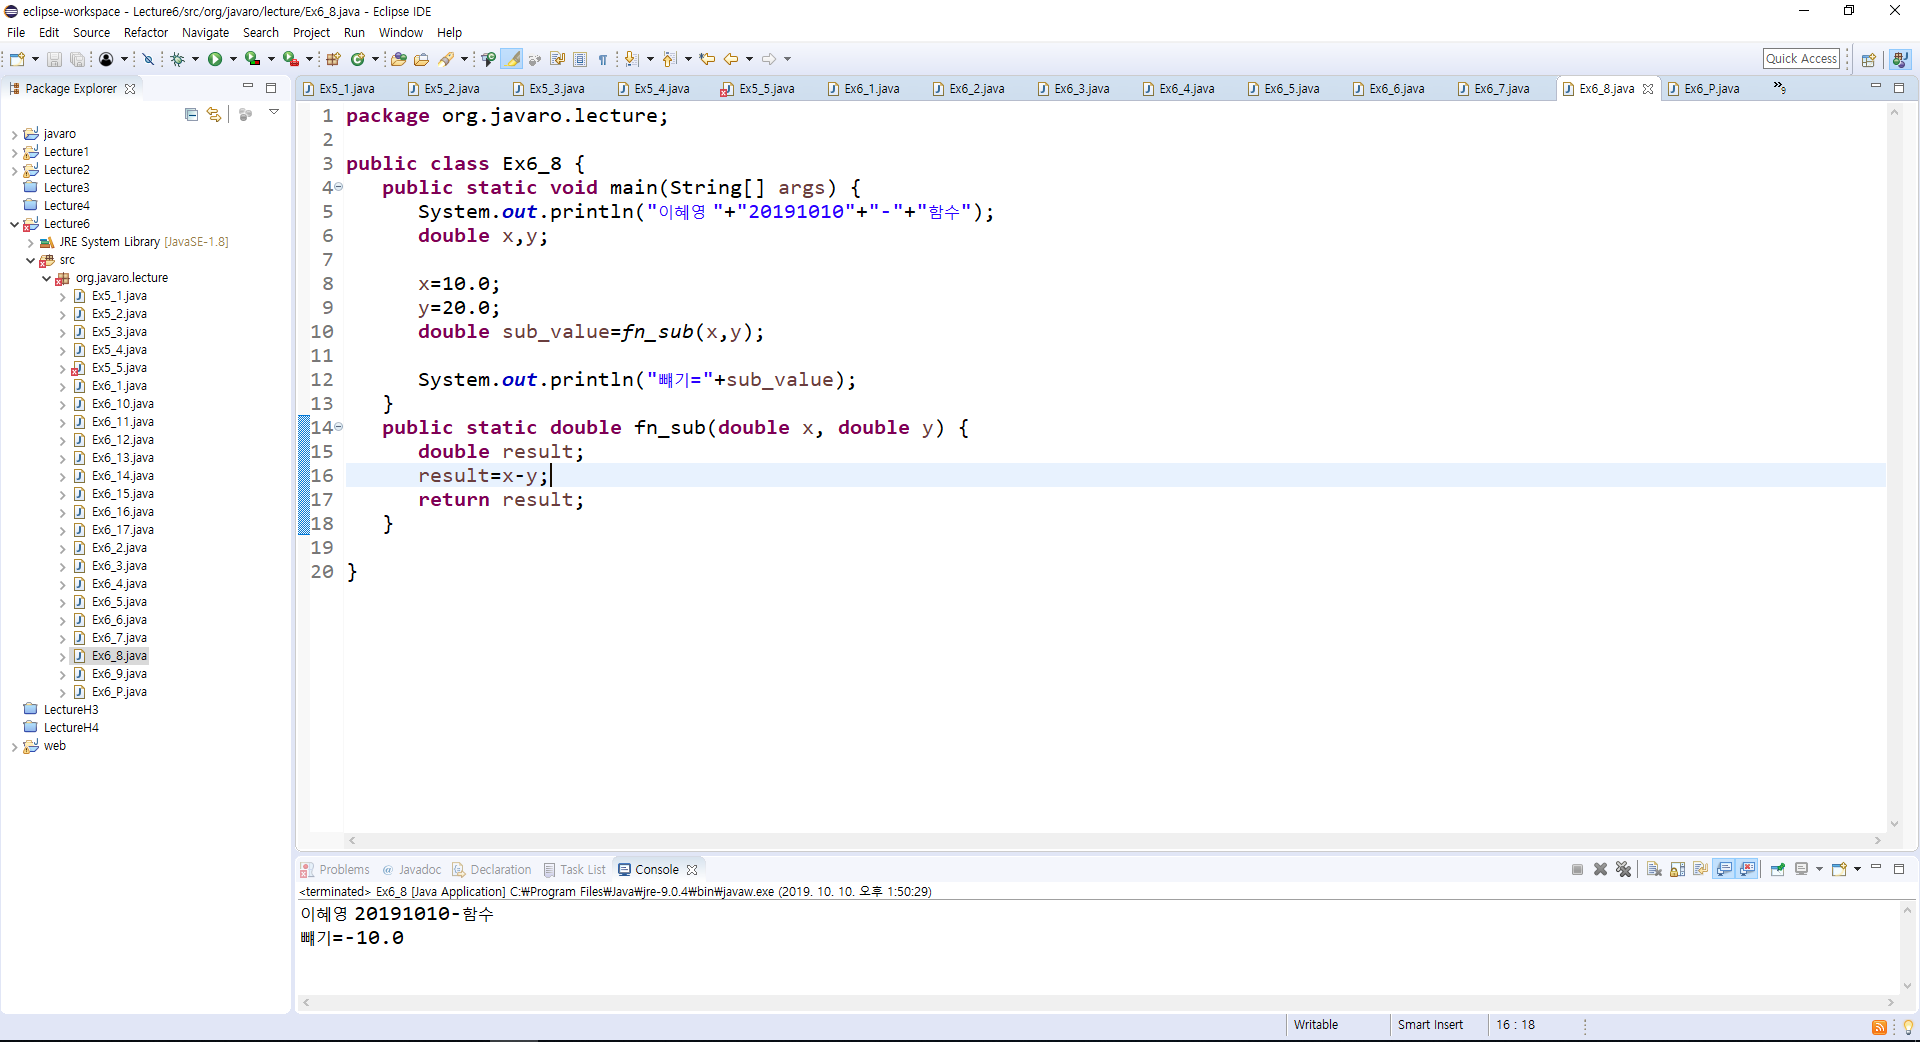 eclipse-workspace - Lecture6/src/org/javaro/lecture/Ex6_8.java - Eclipse IDE
File Edit Source Refactor Navigate Search Project Run Window Help
Quick Access
Package Explorer
javaro
Lecture1
Lecture2
Lecture3
Lecture4
Lecture6
JRE System Library [JavaSE-1.8]
src
org.javaro.lecture
Ex5_1.java
Ex5_2.java
Ex5_3.java
Ex5_4.java
Ex5_5.java
Ex6_1.java
Ex6_10.java
Ex6_11.java
Ex6_12.java
Ex6_13.java
Ex6_14.java
Ex6_15.java
Ex6_16.java
Ex6_17.java
Ex6_2.java
Ex6_3.java
Ex6_4.java
Ex6_5.java
Ex6_6.java
Ex6_7.java
Ex6_8.java
Ex6_9.java
Ex6_P.java
LectureH3
LectureH4
web
Ex5_1.java Ex5_2.java Ex5_3.java Ex5_4.java Ex5_5.java Ex6_1.java Ex6_2.java Ex6_3.java Ex6_4.java Ex6_5.java Ex6_6.java Ex6_7.java Ex6_8.java Ex6_P.java »9
1 package org.javaro.lecture;
2
3 public class Ex6_8 {
4 public static void main(String[] args) {
5 System.out.println("이혜영 "+"20191010"+"-"+"함수");
6 double x,y;
7
8 x=10.0;
9 y=20.0;
10 double sub_value=fn_sub(x,y);
11
12 System.out.println("빼기="+sub_value);
13 }
14 public static double fn_sub(double x, double y) {
15 double result;
16 result=x-y;
17 return result;
18 }
19
20 }
Problems @ Javadoc Declaration Task List Console
<terminated> Ex6_8 [Java Application] C:₩Program Files₩Java₩jre-9.0.4₩bin₩javaw.exe (2019. 10. 10. 오후 1:50:29)
이혜영 20191010-함수
빼기=-10.0
Writable Smart Insert 16 : 18